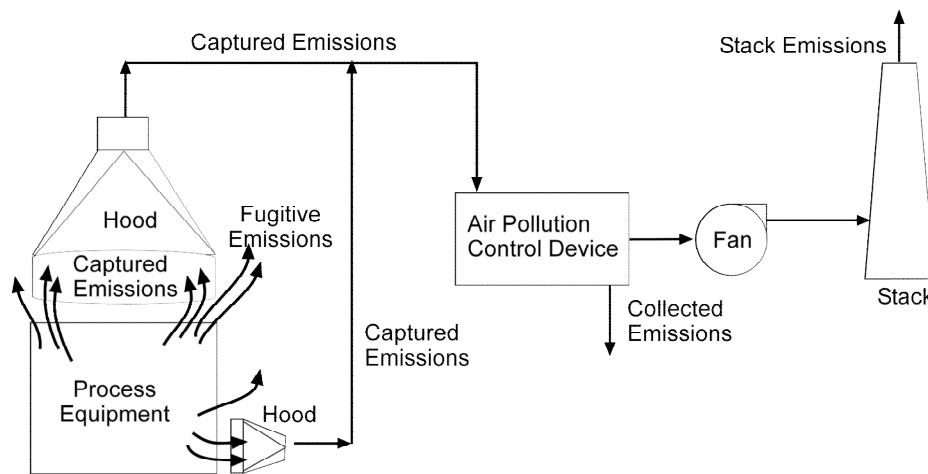 Captured Emissions
Stack Emissions
Hood
Fugitive
Emissions
Captured
Emissions
Air Pollution
Control Device
Fan
Stack
Collected
Emissions
Captured
Emissions
Process
Equipment
Hood